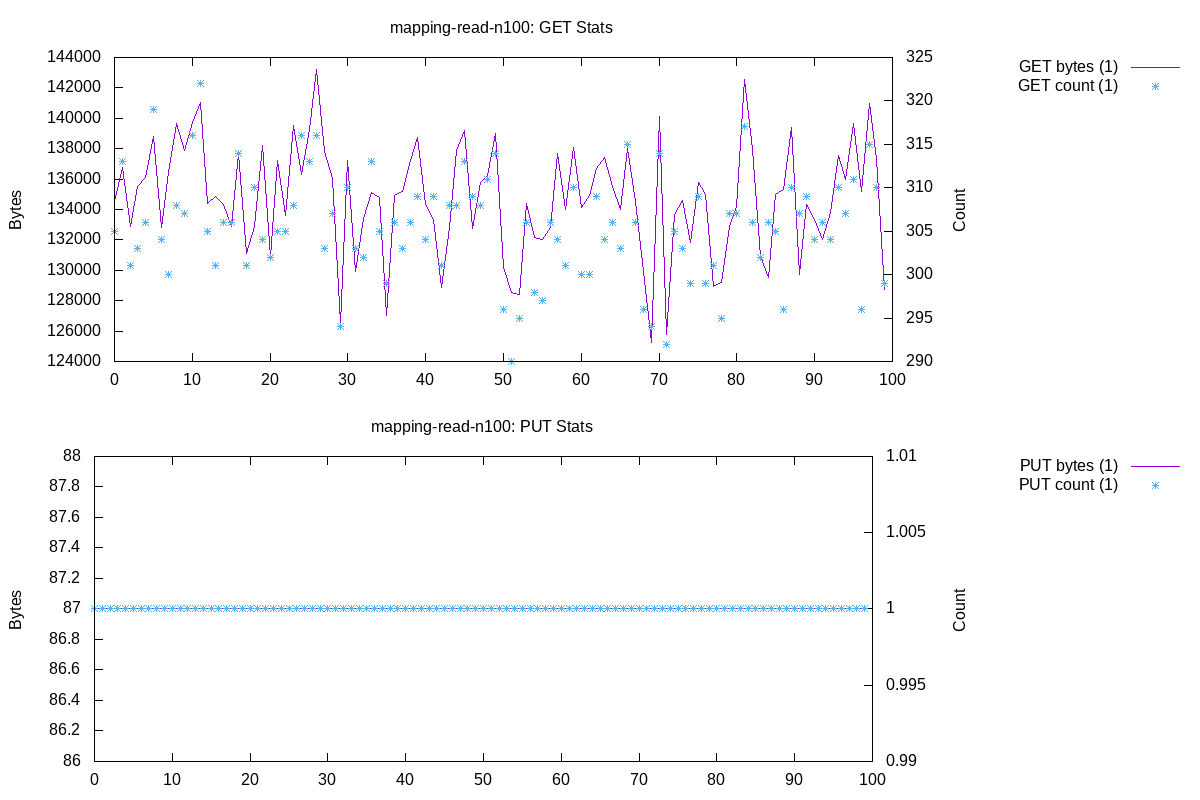 mapping-read-n100: GET Stats
GET bytes (1)
GET count (1)
Bytes
Count
144000
142000
140000
138000
136000
134000
132000
130000
128000
126000
124000
325
320
315
310
305
300
295
290
0 10 20 30 40 50 60 70 80 90 100
mapping-read-n100: PUT Stats
PUT bytes (1)
PUT count (1)
Bytes
Count
88
87.8
87.6
87.4
87.2
87
86.8
86.6
86.4
86.2
86
1.01
1.005
1
0.995
0.99
0 10 20 30 40 50 60 70 80 90 100